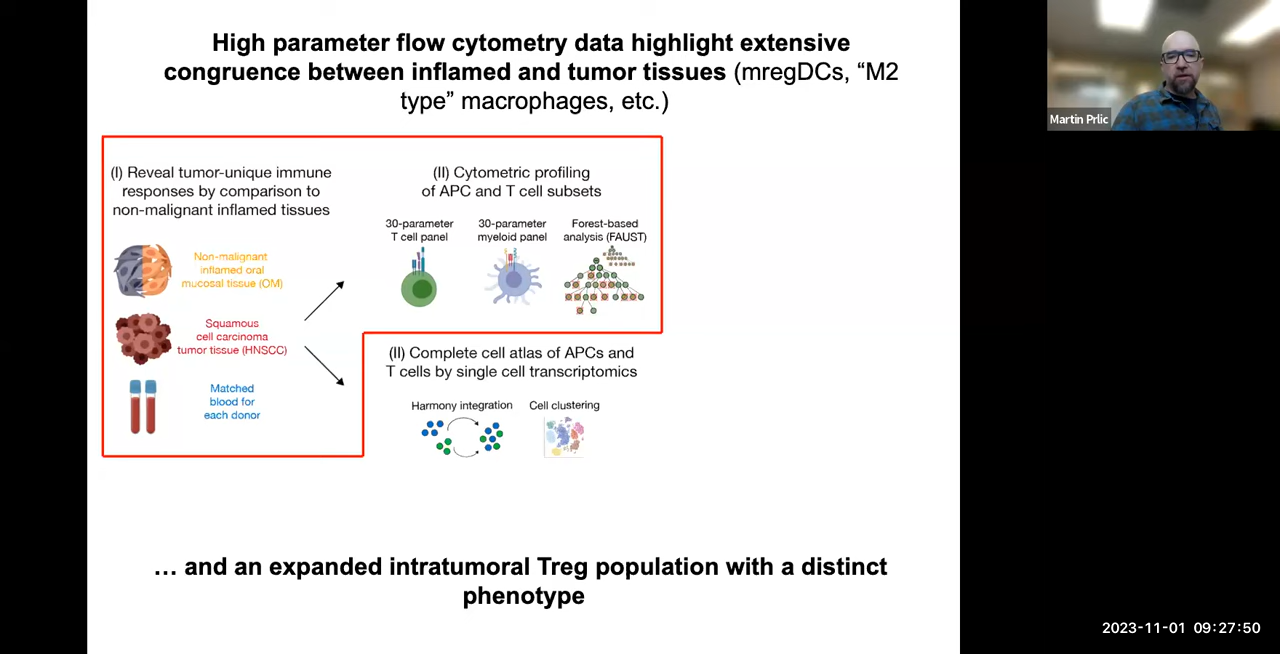 High parameter flow cytometry data highlight extensive
congruence between inflamed and tumor tissues (mregDCs, “M2
type” macrophages, etc.)
(I) Reveal tumor-unique immune
responses by comparison to
non-malignant inflamed tissues
Non-malignant
inflamed oral
mucosal tissue (OM)
Squamous
cell carcinoma
tumor tissue (HNSCC)
Matched
blood for
each donor
(II) Cytometric profiling
of APC and T cell subsets
30-parameter
T cell panel
30-parameter
myeloid panel
Forest-based
analysis (FAUST)
(II) Complete cell atlas of APCs and
T cells by single cell transcriptomics
Harmony integration
Cell clustering
… and an expanded intratumoral Treg population with a distinct
phenotype
Martin Prlic
2023-11-01 09:27:50